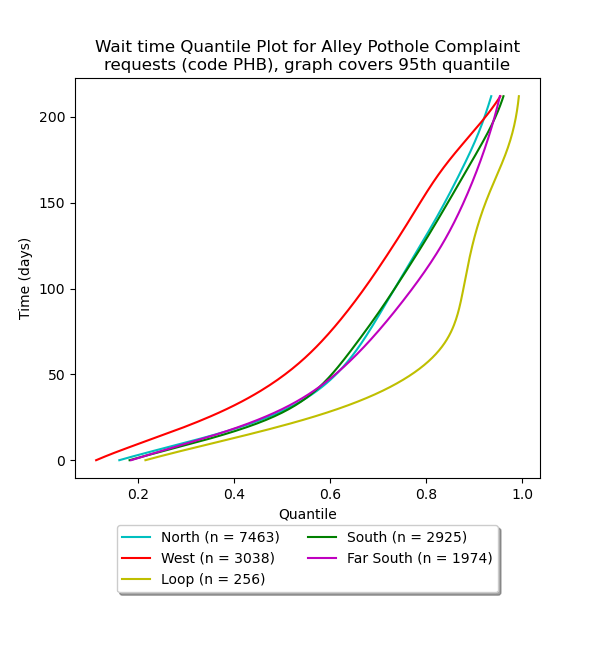 Wait time Quantile Plot for Alley Pothole Complaint
requests (code PHB), graph covers 95th quantile
Time (days)
200
150
100
50
0
0.2 0.4 0.6 0.8 1.0
Quantile
North (n = 7463)
West (n = 3038)
Loop (n = 256)
South (n = 2925)
Far South (n = 1974)